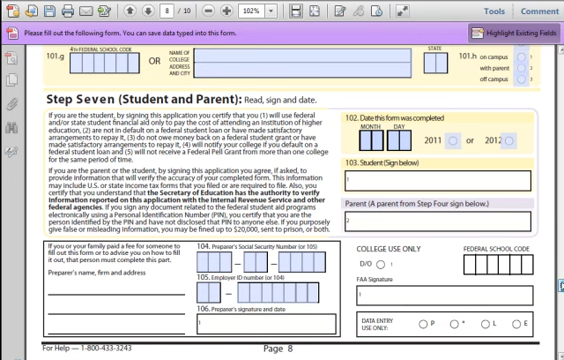 8 / 10
102%
Tools
Comment
Please fill out the following form. You can save data typed into this form.
Highlight Existing Fields
101.g
4th FEDERAL SCHOOL CODE
OR
NAME OF
COLLEGE
ADDRESS
AND CITY
STATE
101.h on campus
with parent
off campus
Step Seven (Student and Parent): Read, sign and date.
If you are the student, by signing this application you certify that you (1) will use federal
and/or state student financial aid only to pay the cost of attending an institution of higher
education, (2) are not in default on a federal student loan or have made satisfactory
arrangements to repay it, (3) do not owe money back on a federal student grant or have
made satisfactory arrangements to repay it, (4) will notify your college if you default on a
federal student loan and (5) will not receive a Federal Pell Grant from more than one college
for the same period of time.
If you are the parent or the student, by signing this application you agree, if asked, to
provide information that will verify the accuracy of your completed form. This information
may include U.S. or state income tax forms that you filed or are required to file. Also, you
certify that you understand that the Secretary of Education has the authority to verify
information reported on this application with the Internal Revenue Service and other
federal agencies. If you sign any document related to the federal student aid programs
electronically using a Personal Identification Number (PIN), you certify that you are the
person identified by the PIN and have not disclosed that PIN to anyone else. If you purposely
give false or misleading information, you may be fined up to $20,000, sent to prison, or both.
102. Date this form was completed
MONTH DAY
2011 or 2012
103. Student (Sign below)
1
Parent (A parent from Step Four sign below.)
2
If you or your family paid a fee for someone to
fill out this form or to advise you on how to fill
it out, that person must complete this part.
Preparer's name, firm and address
104. Preparer's Social Security Number (or 105)
105. Employer ID number (or 104)
106. Preparer's signature and date
1
COLLEGE USE ONLY
D/O 1
FEDERAL SCHOOL CODE
FAA Signature
1
DATA ENTRY
USE ONLY:
P * L E
For Help — 1-800-433-3243
Page 8